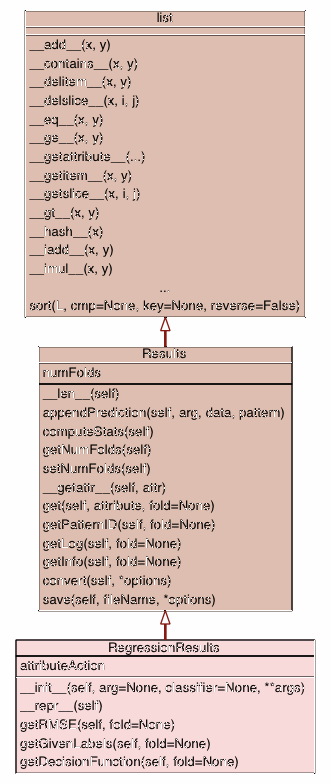 list
__add__(x, y)
__contains__(x, y)
__delitem__(x, y)
__delslice__(x, i, j)
__eq__(x, y)
__ge__(x, y)
__getattribute__(...)
__getitem__(x, y)
__getslice__(x, i, j)
__gt__(x, y)
__hash__(x)
__iadd__(x, y)
__imul__(x, y)
...
sort(L, cmp=None, key=None, reverse=False)
Results
numFolds
__len__(self)
appendPrediction(self, arg, data, pattern)
computeStats(self)
getNumFolds(self)
setNumFolds(self)
__getattr__(self, attr)
get(self, attribute, fold=None)
getPatternID(self, fold=None)
getLog(self, fold=None)
getInfo(self, fold=None)
convert(self, *options)
save(self, fileName, *options)
RegressionResults
attributeAction
__init__(self, arg=None, classifier=None, **args)
__repr__(self)
getRMSE(self, fold=None)
getGivenLabels(self, fold=None)
getDecisionFunction(self, fold=None)